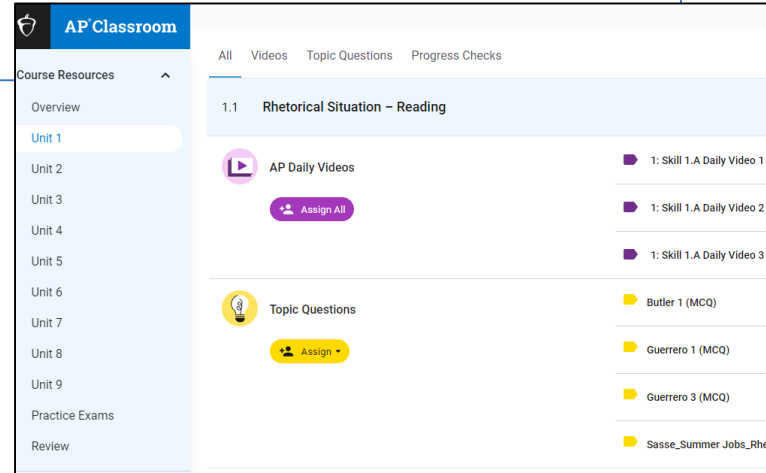 AP Classroom
All Videos Topic Questions Progress Checks
Course Resources
Overview
Unit 1
Unit 2
Unit 3
Unit 4
Unit 5
Unit 6
Unit 7
Unit 8
Unit 9
Practice Exams
Review
1.1 Rhetorical Situation – Reading
AP Daily Videos
Assign All
1: Skill 1.A Daily Video 1
1: Skill 1.A Daily Video 2
1: Skill 1.A Daily Video 3
Topic Questions
Assign
Butler 1 (MCQ)
Guerrero 1 (MCQ)
Guerrero 3 (MCQ)
Sasse_Summer Jobs_Rhe